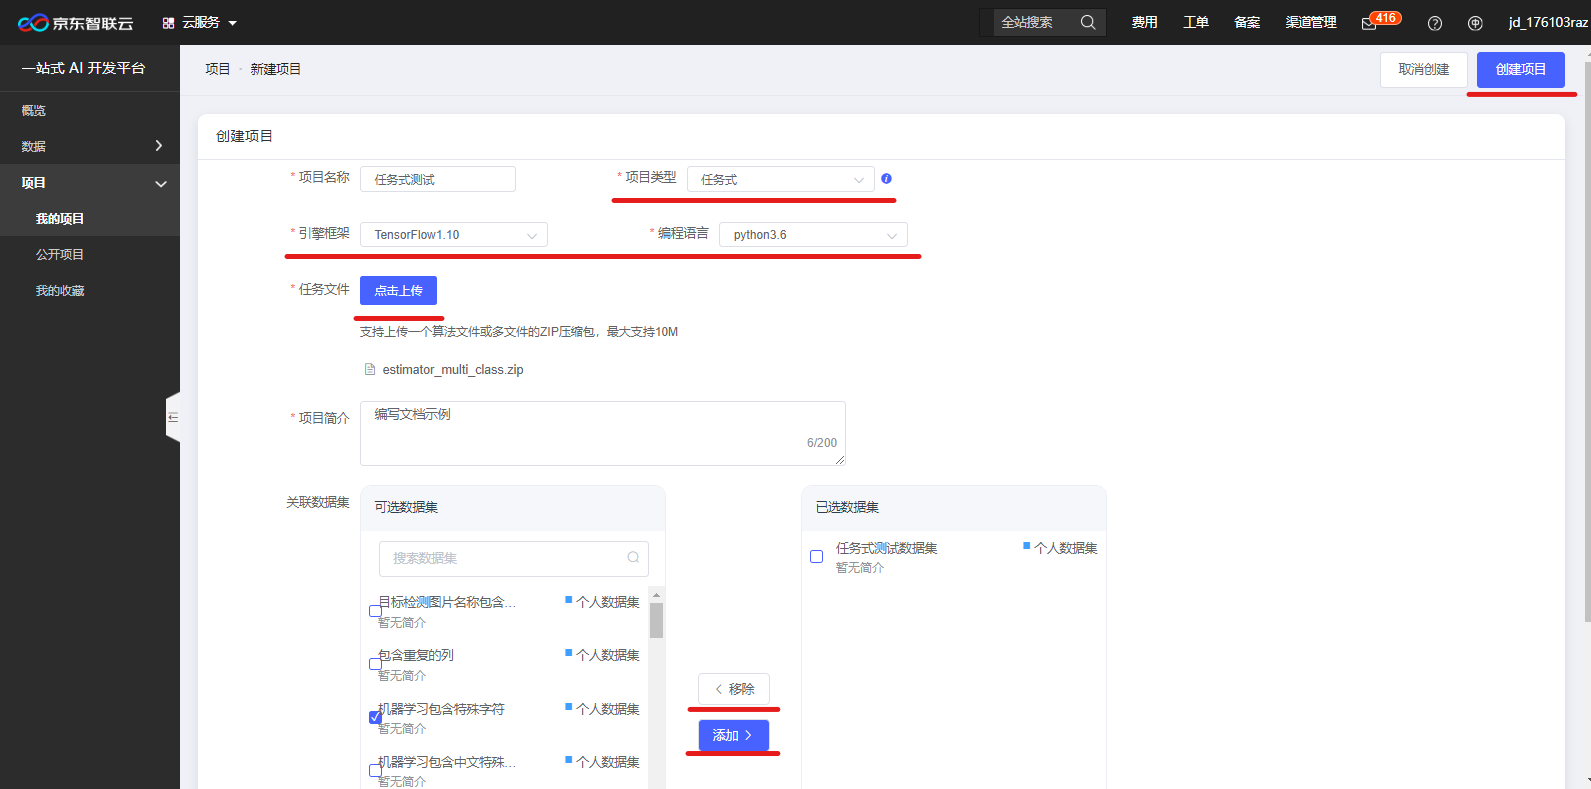 京东智联云 云服务 全站搜索 费用 工单 备案 渠道管理 416 jd_176103raz
一站式 AI 开发平台
概览
数据
项目
我的项目
公开项目
我的收藏
项目 - 新建项目 取消创建 创建项目
创建项目
* 项目名称 任务式测试 * 项目类型 任务式
* 引擎框架 TensorFlow1.10 * 编程语言 python3.6
* 任务文件 点击上传
支持上传一个算法文件或多文件的ZIP压缩包，最大支持10M
estimator_multi_class.zip
* 项目简介 编写文档示例
6/200
关联数据集 可选数据集
搜索数据集
目标检测图片名称包含... 个人数据集
暂无简介
包含重复的列 个人数据集
暂无简介
机器学习包含特殊字符 个人数据集
暂无简介
机器学习包含中文特殊... 个人数据集
暂无简介
移除
添加
已选数据集
任务式测试数据集 个人数据集
暂无简介